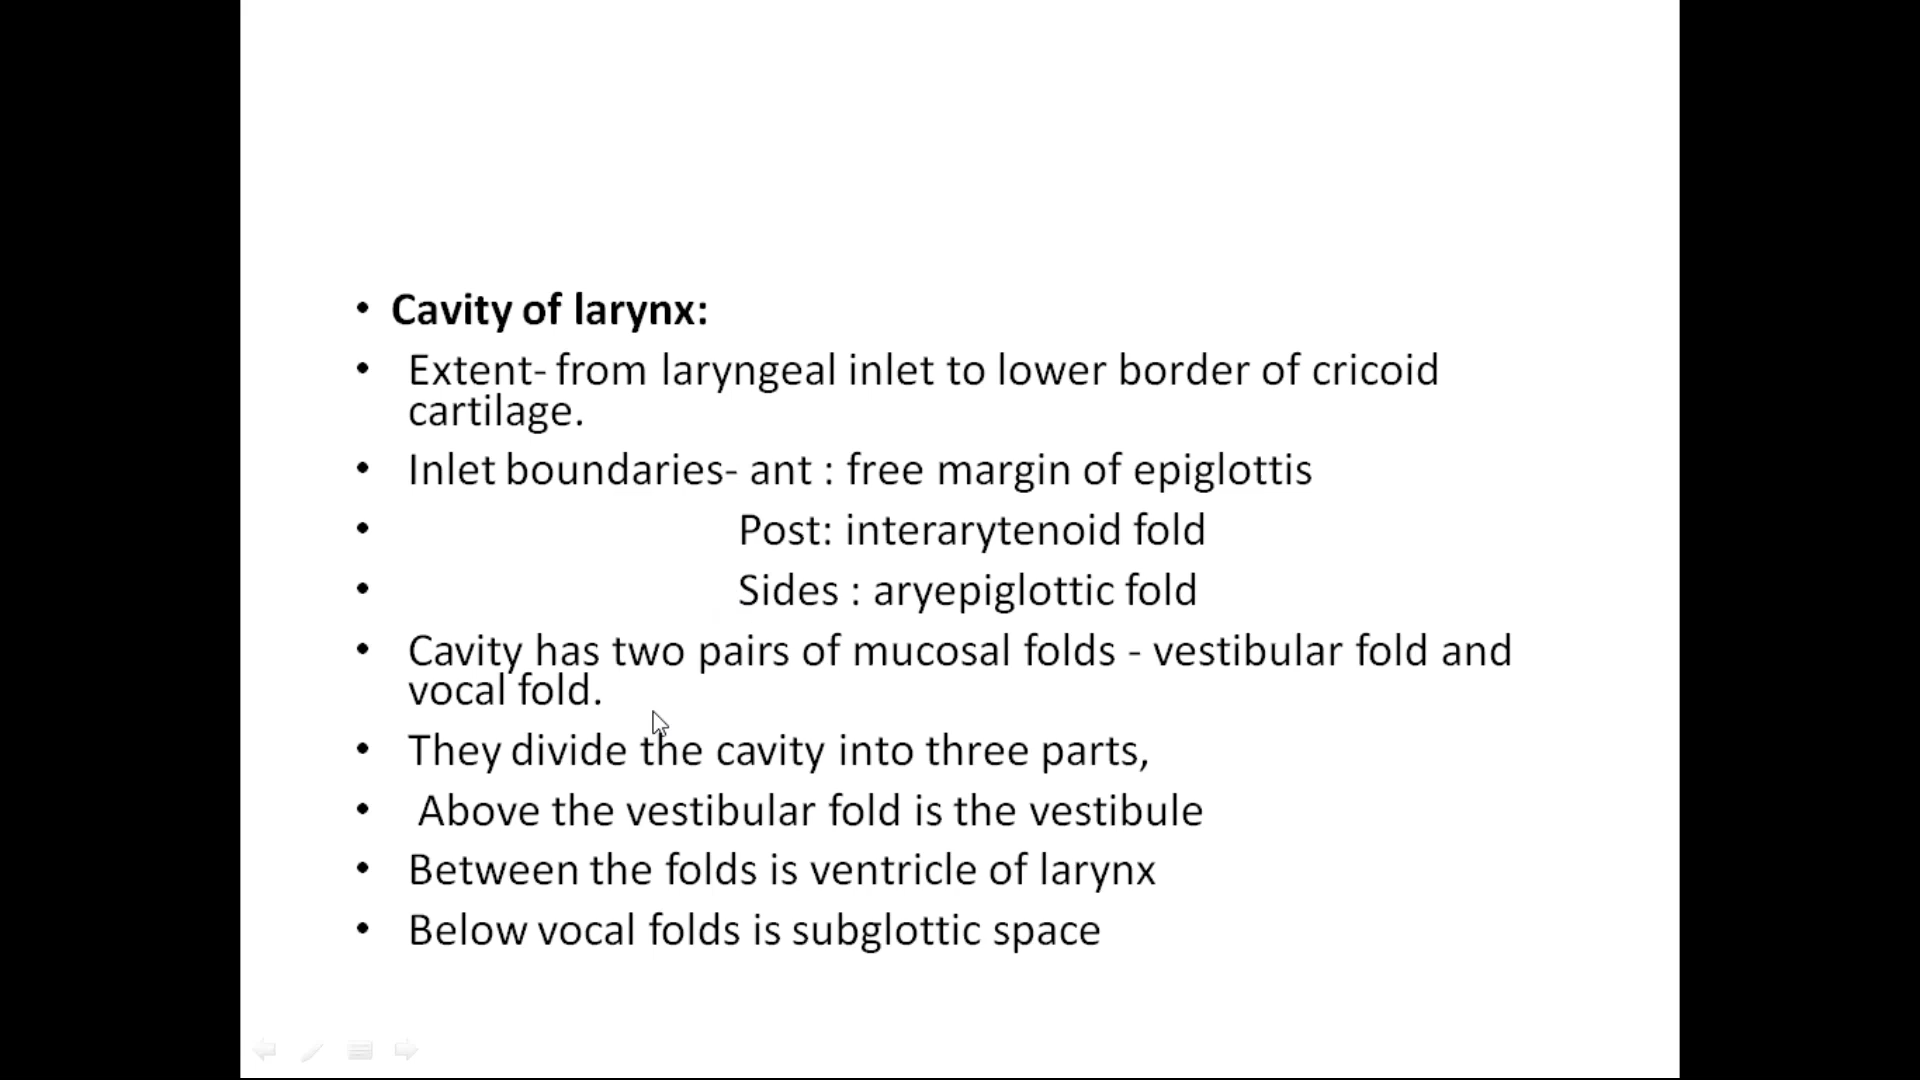 • Cavity of larynx:
• Extent- from laryngeal inlet to lower border of cricoid
cartilage.
• Inlet boundaries- ant : free margin of epiglottis
• Post: interarytenoid fold
• Sides : aryepiglottic fold
• Cavity has two pairs of mucosal folds - vestibular fold and
vocal fold.
• They divide the cavity into three parts,
• Above the vestibular fold is the vestibule
• Between the folds is ventricle of larynx
• Below vocal folds is subglottic space